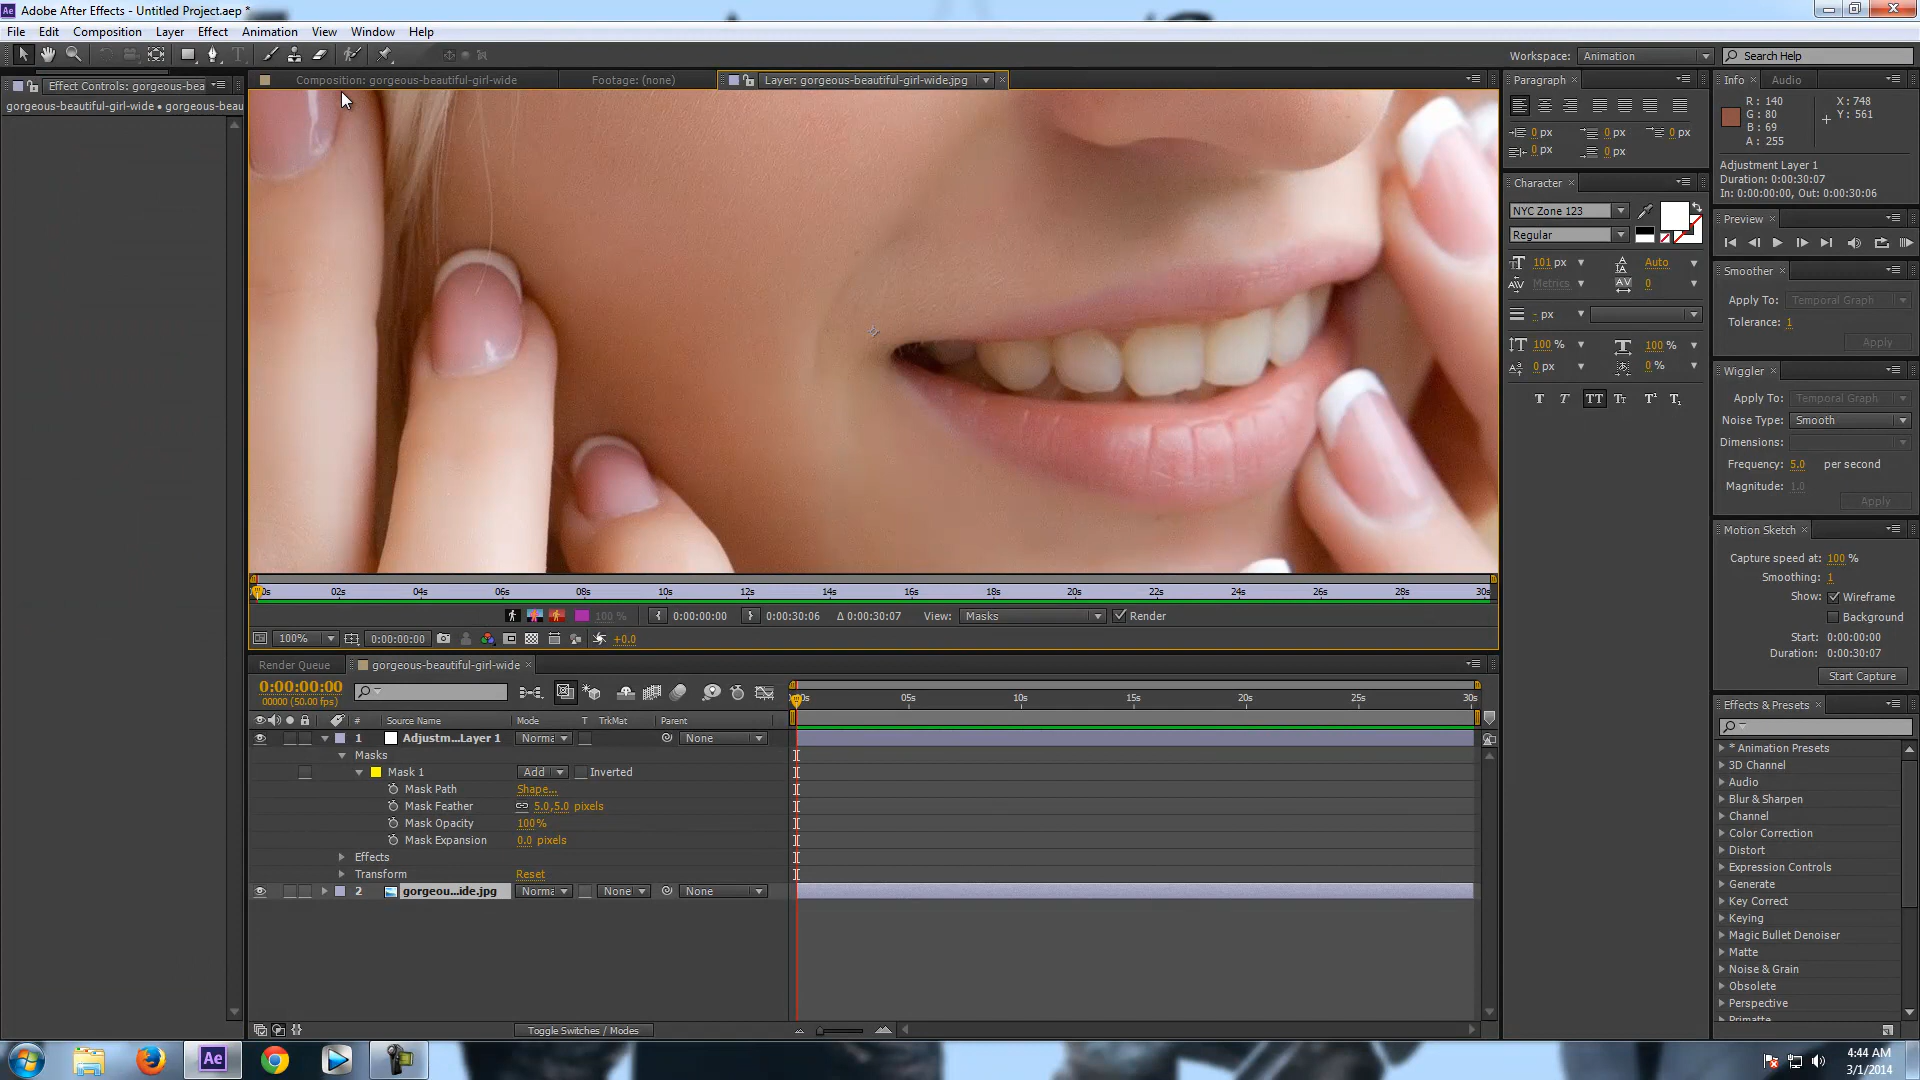 Adobe After Effects - Untitled Project.aep *
File Edit Composition Layer Effect Animation View Window Help
Workspace: Animation Search Help
Effect Controls: gorgeous-bea
gorgeous-beautiful-girl-wide • gorgeous-beau
Composition: gorgeous-beautiful-girl-wide Footage: (none) Layer: gorgeous-beautiful-girl-wide.jpg
Paragraph
0 px 0 px 0 px
0 px 0 px
Character
NYC Zone 123
Regular
101 px Auto
Metrics 0
- px
100 % 100 %
0 px 0 %
T T TT Tt T¹ T₁
Info Audio
R: 140 X: 748
G: 80 Y: 561
B: 69
A: 255
Adjustment Layer 1
Duration: 0:00:30:07
In: 0:00:00:00, Out: 0:00:30:06
Preview
Smoother
Apply To: Temporal Graph
Tolerance: 1
Apply
Wiggler
Apply To: Temporal Graph
Noise Type: Smooth
Dimensions:
Frequency: 5.0 per second
Magnitude: 1.0
Apply
Motion Sketch
Capture speed at: 100 %
Smoothing: 1
Show: Wireframe
Background
Start: 0:00:00:00
Duration: 0:00:30:07
Start Capture
Effects & Presets
* Animation Presets
3D Channel
Audio
Blur & Sharpen
Channel
Color Correction
Distort
Expression Controls
Generate
Key Correct
Keying
Magic Bullet Denoiser
Matte
Noise & Grain
Obsolete
Perspective
Primatte
02s 04s 06s 08s 10s 12s 14s 16s 18s 20s 22s 24s 26s 28s 30s
100 % 0:00:00:00 0:00:30:06 Δ 0:00:30:07 View: Masks Render
100% 0:00:00:00 +0.0
Render Queue gorgeous-beautiful-girl-wide
0:00:00:00
00000 (50.00 fps)
00s 05s 10s 15s 20s 25s 30s
# Source Name Mode T TrkMat Parent
1 Adjustm...Layer 1 Norma None
Masks
Mask 1 Add Inverted
Mask Path Shape...
Mask Feather 5.0,5.0 pixels
Mask Opacity 100%
Mask Expansion 0.0 pixels
Effects
Transform Reset
2 gorgeou...ide.jpg Norma None None
Toggle Switches / Modes
Ae
4:44 AM
3/1/2014